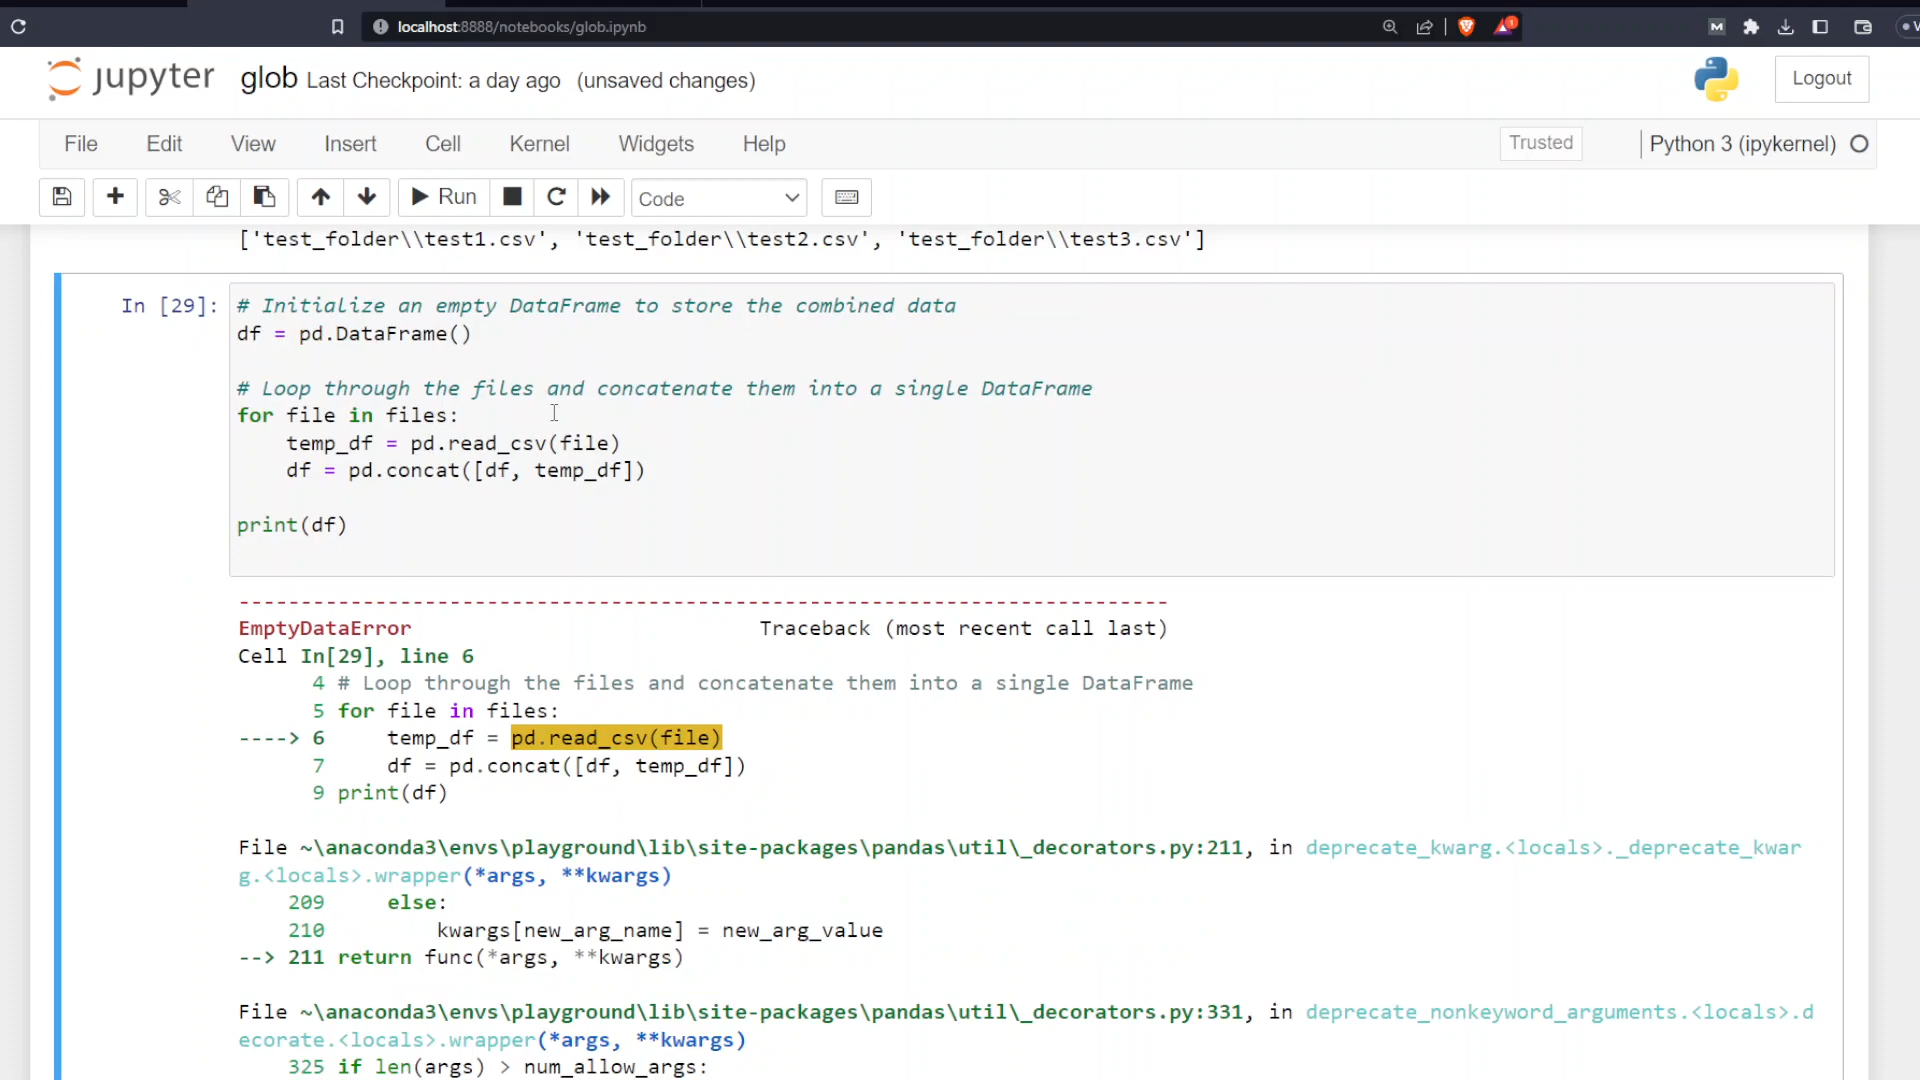 localhost:8888/notebooks/glob.ipynb
M
1
jupyter glob Last Checkpoint: a day ago (unsaved changes)
Logout
File Edit View Insert Cell Kernel Widgets Help
Trusted
Python 3 (ipykernel)
Run
Code
['test_folder\\test1.csv', 'test_folder\\test2.csv', 'test_folder\\test3.csv']
In [29]:
# Initialize an empty DataFrame to store the combined data
df = pd.DataFrame()
# Loop through the files and concatenate them into a single DataFrame
for file in files:
    temp_df = pd.read_csv(file)
    df = pd.concat([df, temp_df])
print(df)
---------------------------------------------------------------------------
EmptyDataError                            Traceback (most recent call last)
Cell In[29], line 6
      4 # Loop through the files and concatenate them into a single DataFrame
      5 for file in files:
----> 6     temp_df = pd.read_csv(file)
      7     df = pd.concat([df, temp_df])
      9 print(df)
File ~\anaconda3\envs\playground\lib\site-packages\pandas\util\_decorators.py:211, in deprecate_kwarg.<locals>._deprecate_kwar
g.<locals>.wrapper(*args, **kwargs)
    209     else:
    210         kwargs[new_arg_name] = new_arg_value
--> 211 return func(*args, **kwargs)
File ~\anaconda3\envs\playground\lib\site-packages\pandas\util\_decorators.py:331, in deprecate_nonkeyword_arguments.<locals>.d
ecorate.<locals>.wrapper(*args, **kwargs)
    325 if len(args) > num_allow_args: